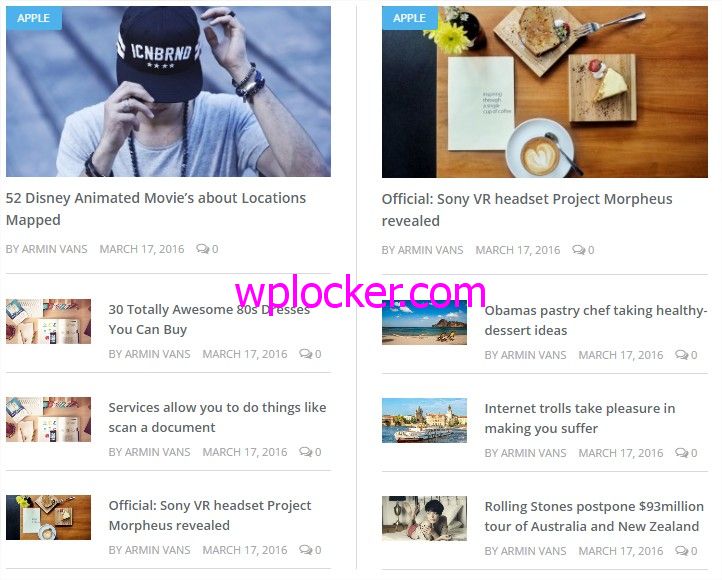 APPLE
ICNBRND
52 Disney Animated Movie's about Locations
Mapped
BY ARMIN VANS MARCH 17, 2016 0
30 Totally Awesome 80s Dresses
You Can Buy
BY ARMIN VANS MARCH 17, 2016 0
Services allow you to do things like
scan a document
BY ARMIN VANS MARCH 17, 2016 0
Official: Sony VR headset Project
Morpheus revealed
BY ARMIN VANS MARCH 17, 2016 0
APPLE
inspiring
through
a single
cup of coffee
Official: Sony VR headset Project Morpheus
revealed
BY ARMIN VANS MARCH 17, 2016 0
wplocker.com
Obamas pastry chef taking healthy-
dessert ideas
BY ARMIN VANS MARCH 17, 2016 0
Internet trolls take pleasure in
making you suffer
BY ARMIN VANS MARCH 17, 2016 0
Rolling Stones postpone $93million
tour of Australia and New Zealand
BY ARMIN VANS MARCH 17, 2016 0